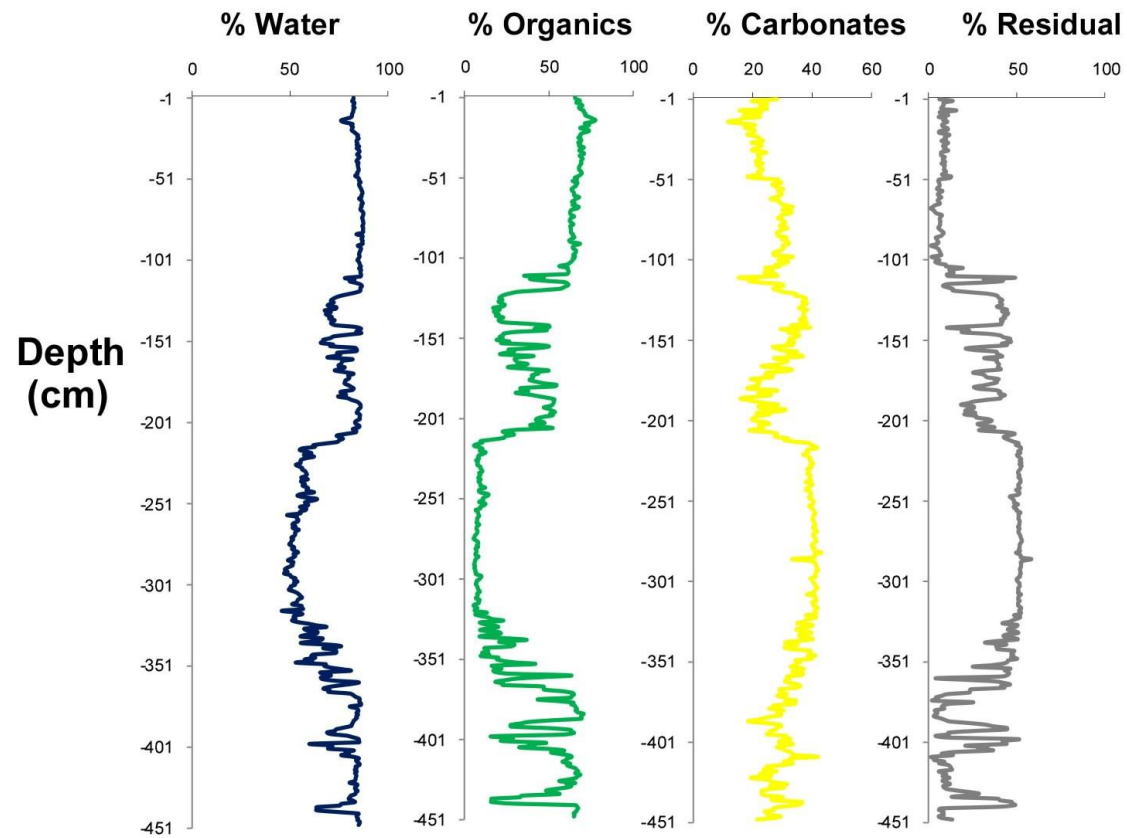 % Water % Organics % Carbonates % Residual
0 50 100 0 50 100 0 20 40 60 0 50 100
-1 -1 -1 -1
-51 -51 -51 -51
-101 -101 -101 -101
-151 -151 -151 -151
Depth
(cm)
-201 -201 -201 -201
-251 -251 -251 -251
-301 -301 -301 -301
-351 -351 -351 -351
-401 -401 -401 -401
-451 -451 -451 -451